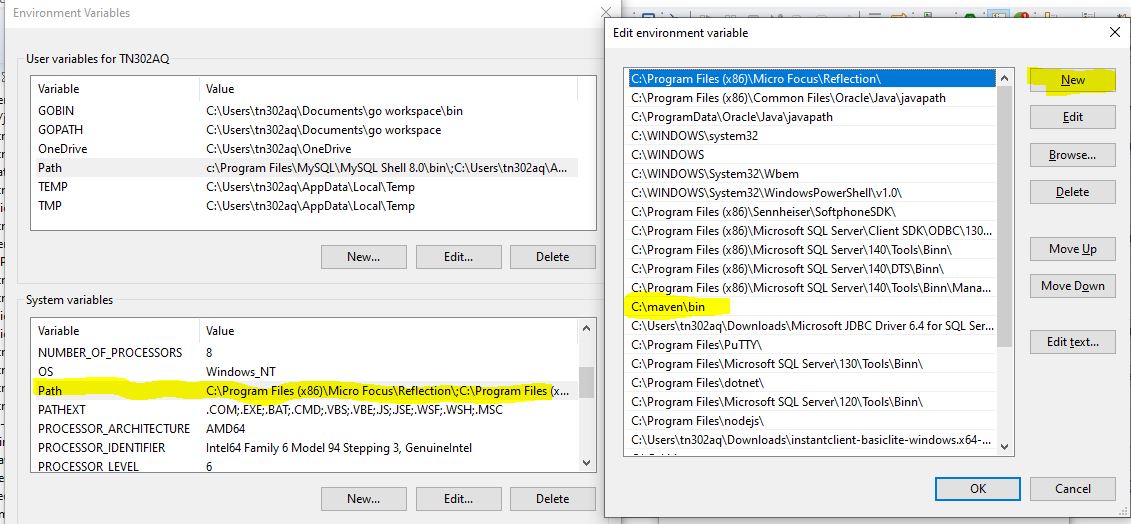 Environment Variables
User variables for TN302AQ
Variable Value
GOBIN C:\Users\tn302aq\Documents\go workspace\bin
GOPATH C:\Users\tn302aq\Documents\go workspace
OneDrive C:\Users\tn302aq\OneDrive
Path c:\Program Files\MySQL\MySQL Shell 8.0\bin\;C:\Users\tn302aq\A...
TEMP C:\Users\tn302aq\AppData\Local\Temp
TMP C:\Users\tn302aq\AppData\Local\Temp
New... Edit... Delete
System variables
Variable Value
NUMBER_OF_PROCESSORS 8
OS Windows_NT
Path C:\Program Files (x86)\Micro Focus\Reflection\;C:\Program Files (x...
PATHEXT .COM;.EXE;.BAT;.CMD;.VBS;.VBE;.JS;.JSE;.WSF;.WSH;.MSC
PROCESSOR_ARCHITECTURE AMD64
PROCESSOR_IDENTIFIER Intel64 Family 6 Model 94 Stepping 3, GenuineIntel
PROCESSOR_LEVEL 6
New... Edit... Delete
Edit environment variable
C:\Program Files (x86)\Micro Focus\Reflection\
C:\Program Files (x86)\Common Files\Oracle\Java\javapath
C:\ProgramData\Oracle\Java\javapath
C:\WINDOWS\system32
C:\WINDOWS
C:\WINDOWS\System32\Wbem
C:\WINDOWS\System32\WindowsPowerShell\v1.0\
C:\Program Files (x86)\Sennheiser\SoftphoneSDK\
C:\Program Files (x86)\Microsoft SQL Server\Client SDK\ODBC\130...
C:\Program Files (x86)\Microsoft SQL Server\140\Tools\Binn\
C:\Program Files (x86)\Microsoft SQL Server\140\DTS\Binn\
C:\Program Files (x86)\Microsoft SQL Server\140\Tools\Binn\Mana...
C:\maven\bin
C:\Users\tn302aq\Downloads\Microsoft JDBC Driver 6.4 for SQL Ser...
C:\Program Files\PuTTY\
C:\Program Files\Microsoft SQL Server\130\Tools\Binn\
C:\Program Files\dotnet\
C:\Program Files\Microsoft SQL Server\120\Tools\Binn\
C:\Program Files\nodejs\
C:\Users\tn302aq\Downloads\instantclient-basiclite-windows.x64-...
New
Edit
Browse...
Delete
Move Up
Move Down
Edit text...
OK Cancel